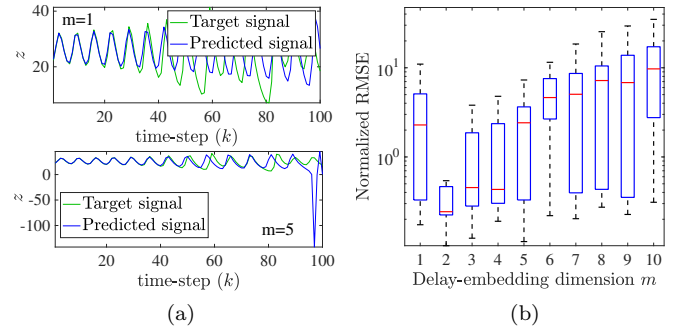 m=1
Target signal
Predicted signal
z
40
20
20
40
60
80
100
time-step (k)
z
0
-50
-100
Target signal
Predicted signal
m=5
20
40
60
80
100
time-step (k)
(a)
Normalized RMSE
10^1
10^0
1
2
3
4
5
6
7
8
9
10
Delay-embedding dimension m
(b)